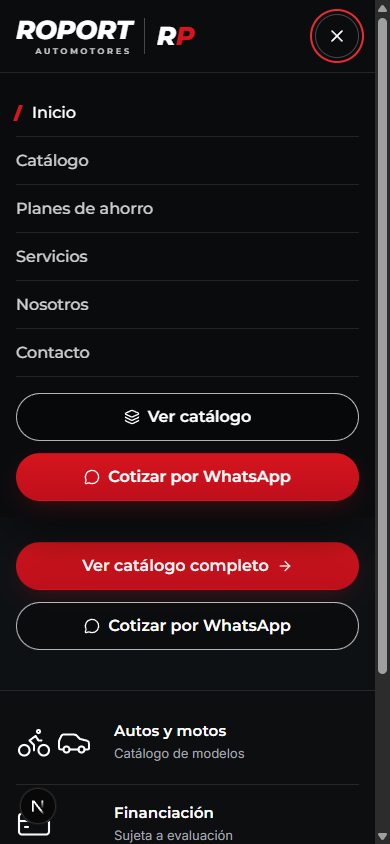 ROPORT
AUTOMOTORES
RP
Inicio
Catálogo
Planes de ahorro
Servicios
Nosotros
Contacto
Ver catálogo
Cotizar por WhatsApp
Ver catálogo completo
Cotizar por WhatsApp
Autos y motos
Catálogo de modelos
N
Financiación
Sujeta a evaluación